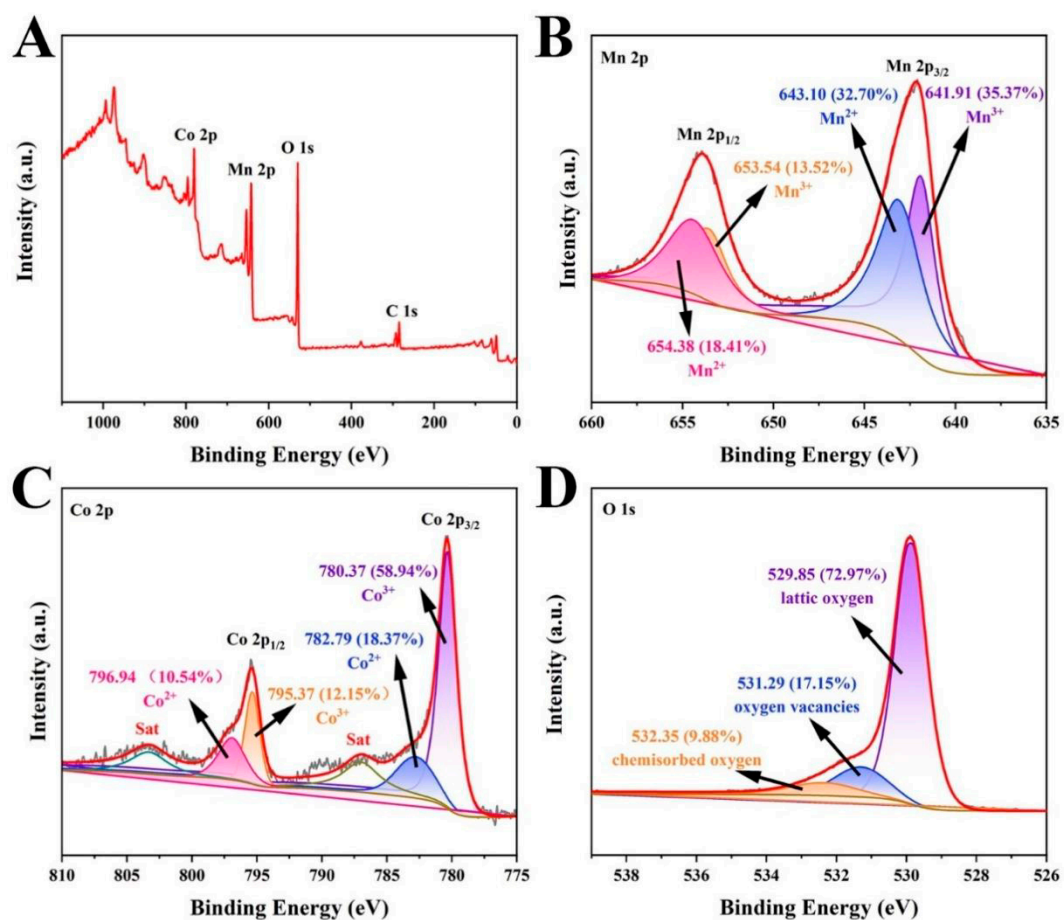 A
Co 2p
Mn 2p
O 1s
C 1s
Intensity (a.u.)
1000
800
600
400
200
0
Binding Energy (eV)
B
Mn 2p
Mn 2p1/2
Mn 2p3/2
643.10 (32.70%)
Mn2+
641.91 (35.37%)
Mn3+
653.54 (13.52%)
Mn3+
654.38 (18.41%)
Mn2+
Intensity (a.u.)
660
655
650
645
640
635
Binding Energy (eV)
C
Co 2p
Co 2p3/2
780.37 (58.94%)
Co3+
Co 2p1/2
782.79 (18.37%)
Co2+
796.94 （10.54%）
Co2+
795.37 (12.15%）
Co3+
Sat
Sat
Intensity (a.u.)
810
805
800
795
790
785
780
775
Binding Energy (eV)
D
O 1s
529.85 (72.97%)
lattic oxygen
531.29 (17.15%)
oxygen vacancies
532.35 (9.88%)
chemisorbed oxygen
Intensity (a.u.)
538
536
534
532
530
528
526
Binding Energy (eV)